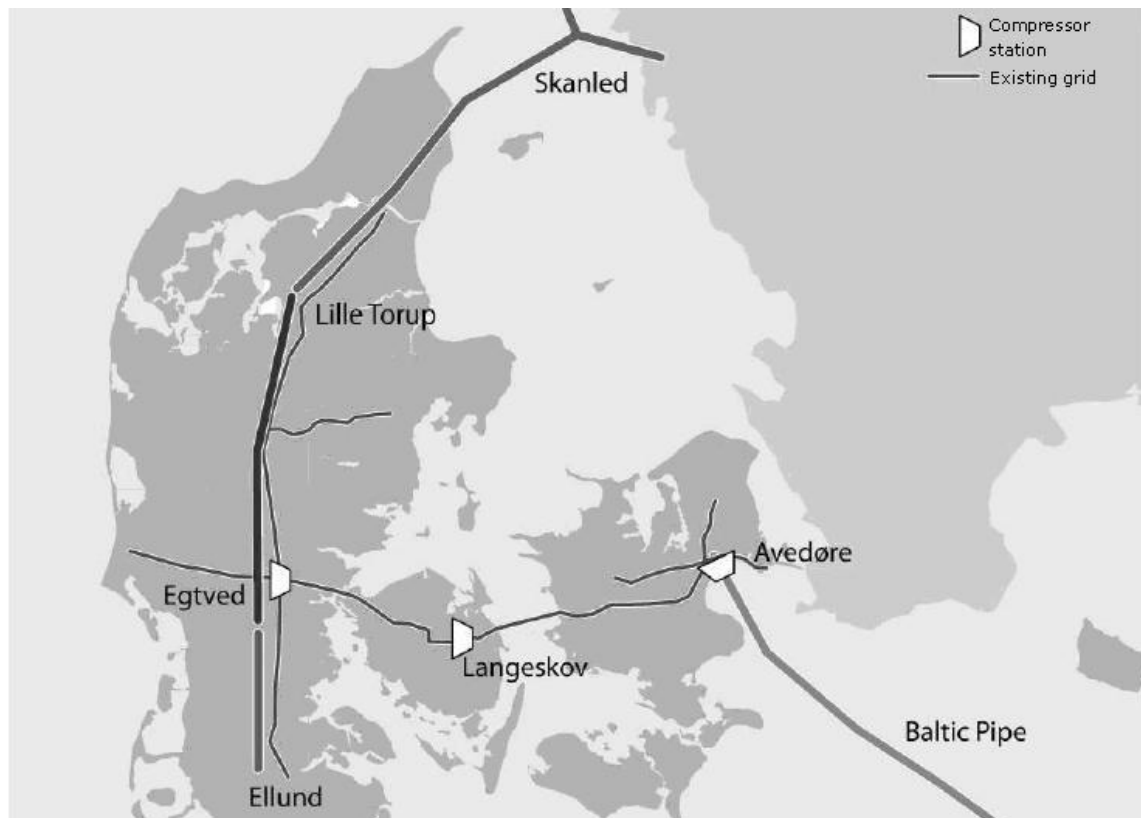 Compressor
station
Existing grid
Skanled
Lille Torup
Avedøre
Egtved
Langeskov
Baltic Pipe
Ellund